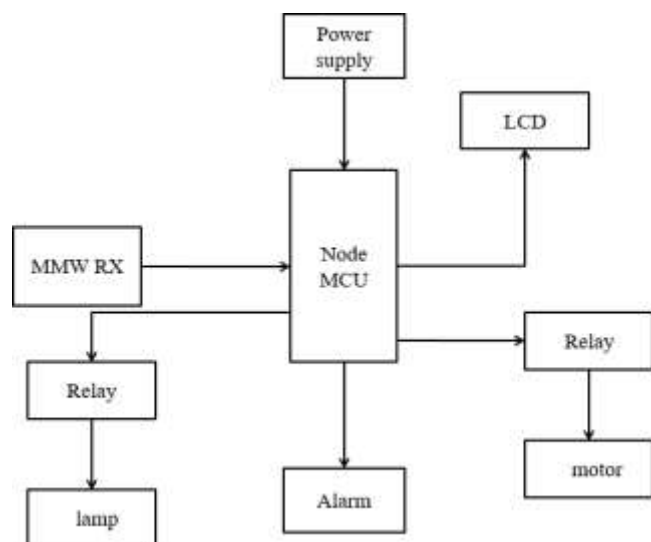 Power
supply
LCD
Node
MCU
MMW RX
Relay
Relay
motor
Alarm
lamp